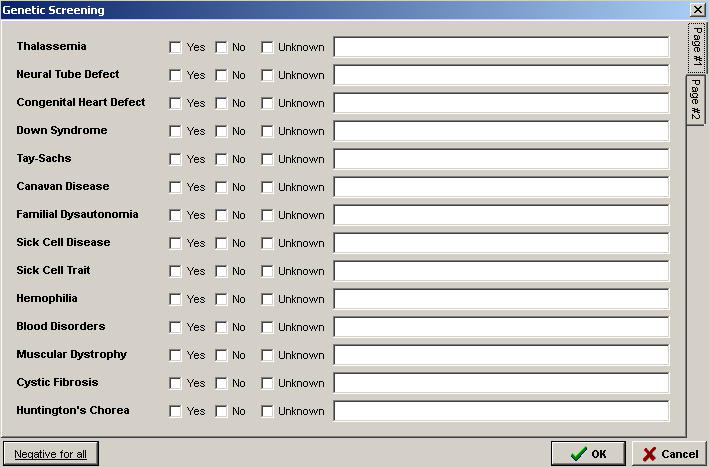 Genetic Screening
Thalassemia Yes No Unknown
Neural Tube Defect Yes No Unknown
Congenital Heart Defect Yes No Unknown
Down Syndrome Yes No Unknown
Tay-Sachs Yes No Unknown
Canavan Disease Yes No Unknown
Familial Dysautonomia Yes No Unknown
Sick Cell Disease Yes No Unknown
Sick Cell Trait Yes No Unknown
Hemophilia Yes No Unknown
Blood Disorders Yes No Unknown
Muscular Dystrophy Yes No Unknown
Cystic Fibrosis Yes No Unknown
Huntington's Chorea Yes No Unknown
Page #1
Page #2
Negative for all OK Cancel